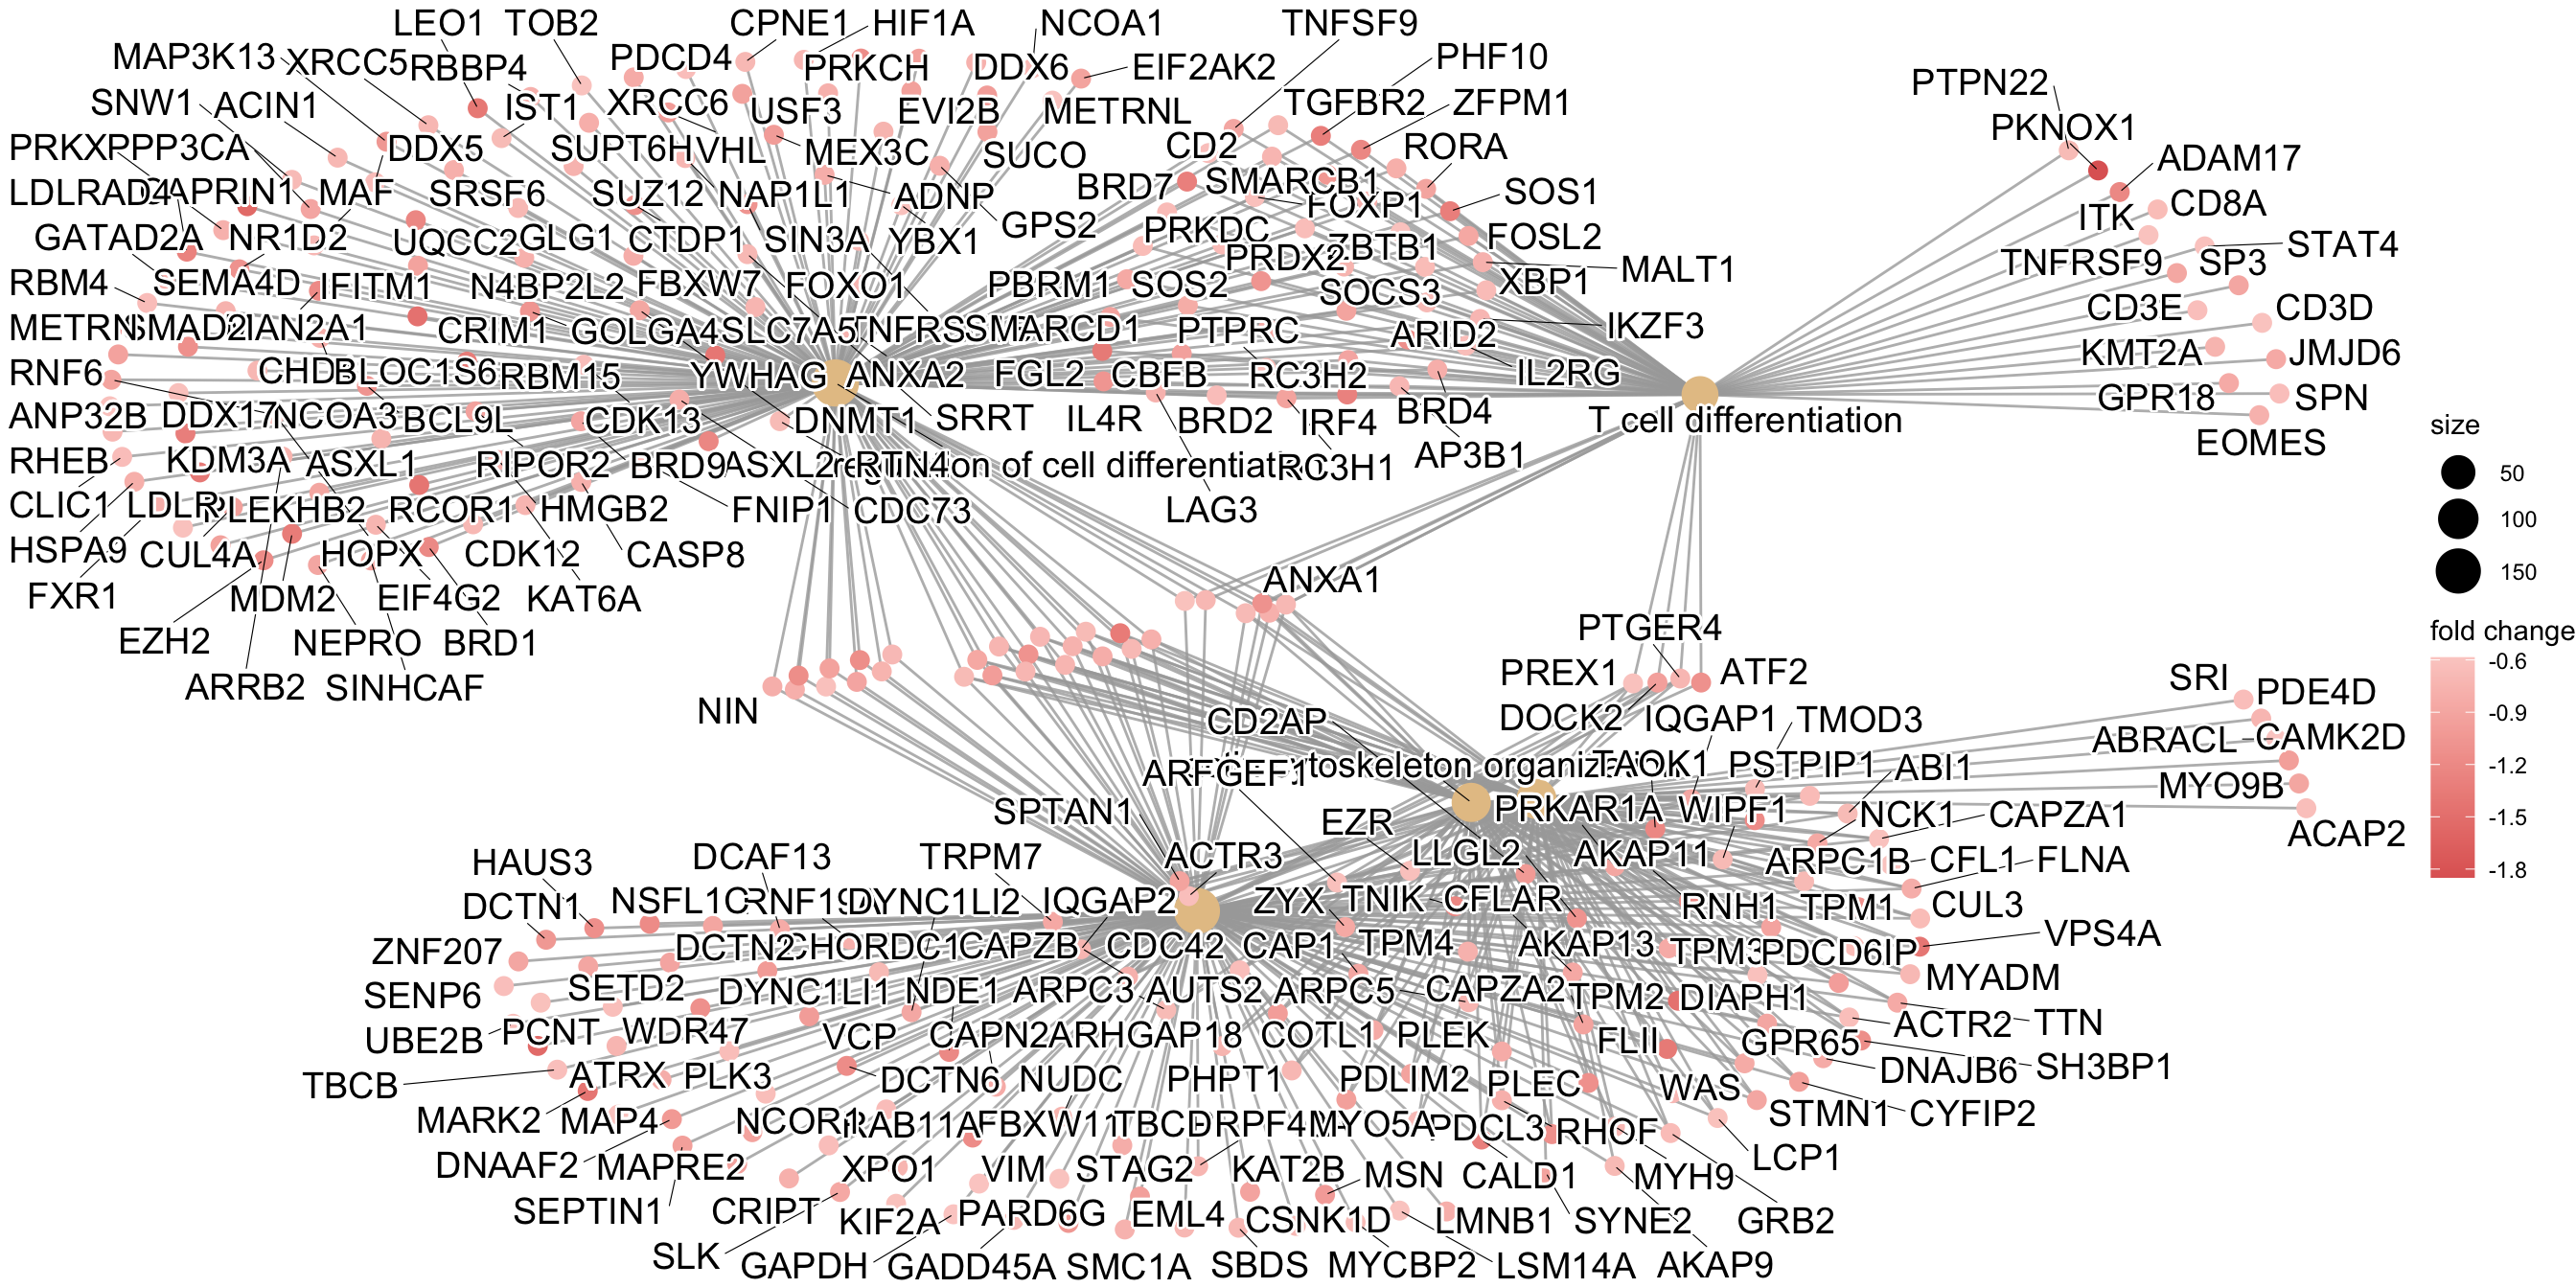 LEO1 TOB2 CPNE1 HIF1A NCOA1 TNFSF9
MAP3K13 XRCC5 RBBP4 PDCD4 PRKCH DDX6 EIF2AK2 PHF10
PTPN22
SNW1 ACIN1 IST1 XRCC6 USF3 EVI2B METRNL TGFBR2 ZFPM1
PKNOX1
PRKX PPP3CA DDX5 SUPT6H VHL MEX3C SUCO CD2 RORA
ADAM17
LDLRAD4 CAPRIN1 MAF SRSF6 SUZ12 NAP1L1 ADNP BRD7 SMARCB1 SOS1
FOXP1 ITK CD8A
GATAD2A NR1D2 UQCC2 GLG1 CTDP1 SIN3A YBX1 GPS2 PRKDC ZBTB1 FOSL2
STAT4
PRDX2 MALT1 TNFRSF9 SP3
RBM4 SEMA4D IFITM1 N4BP2L2 FBXW7 FOXO1 PBRM1 SOS2 SOCS3 XBP1
CD3E CD3D
SMAD2 CRIM1 GOLGA4 SLC7A5 SMARCD1 PTPRC ARID2 IKZF3
KMT2A JMJD6
RNF6 BLOC1S6 RBM15 YWHAG ANXA2 FGL2 CBFB RC3H2 IL2RG
GPR18 SPN
ANP32B DDX17 NCOA3 BCL9L CDK13 DNMT1 SRRT IL4R BRD2 IRF4 BRD4
T cell differentiation
EOMES
RHEB KDM3A ASXL1 RIPOR2 BRD9 ASXL2 RTN4 RC3H1 AP3B1
CLIC1 LDLR PLEKHB2 RCOR1 HMGB2 FNIP1 CDC73 LAG3
HSPA9 CUL4A HOPX CDK12 CASP8
FXR1 MDM2 EIF4G2 KAT6A ANXA1
EZH2 NEPRO BRD1 PTGER4
ARRB2 SINHCAF PREX1 ATF2 SRI PDE4D
NIN CD2AP DOCK2 IQGAP1 TMOD3 ABRACL CAMK2D
ARFGEF1 TAOK1 PSTPIP1 ABI1 MYO9B
SPTAN1 EZR PRKAR1A WIPF1 NCK1 CAPZA1 ACAP2
HAUS3 DCAF13 TRPM7 ACTR3 LLGL2 AKAP11 ARPC1B CFL1 FLNA
DCTN1 NSFL1C RNF19A DYNC1LI2 IQGAP2 ZYX TNIK CFLAR RNH1 TPM1 CUL3
ZNF207 DCTN2 CHORDC1 CAPZB CDC42 CAP1 TPM4 AKAP13 TPM3 PDCD6IP VPS4A
SENP6 SETD2 DYNC1LI1 NDE1 ARPC3 AUTS2 ARPC5 CAPZA2 TPM2 DIAPH1 MYADM
UBE2B PCNT WDR47 VCP CAPN2 ARHGAP18 COTL1 PLEK FLII GPR65 ACTR2 TTN
TBCB ATRX PLK3 DCTN6 NUDC PHPT1 PDLIM2 PLEC WAS DNAJB6 SH3BP1
MARK2 MAP4 NCOR1 RAB11A FBXW11 TBCD PRPF4M MYO5A PDCL3 RHOF STMN1 CYFIP2
DNAAF2 MAPRE2 XPO1 VIM STAG2 KAT2B MSN CALD1 MYH9 LCP1
SEPTIN1 CRIPT KIF2A PARD6G EML4 CSNK1D LMNB1 SYNE2 GRB2
SLK GAPDH GADD45A SMC1A SBDS MYCBP2 LSM14A AKAP9
size
50
100
150
fold change
-0.6
-0.9
-1.2
-1.5
-1.8